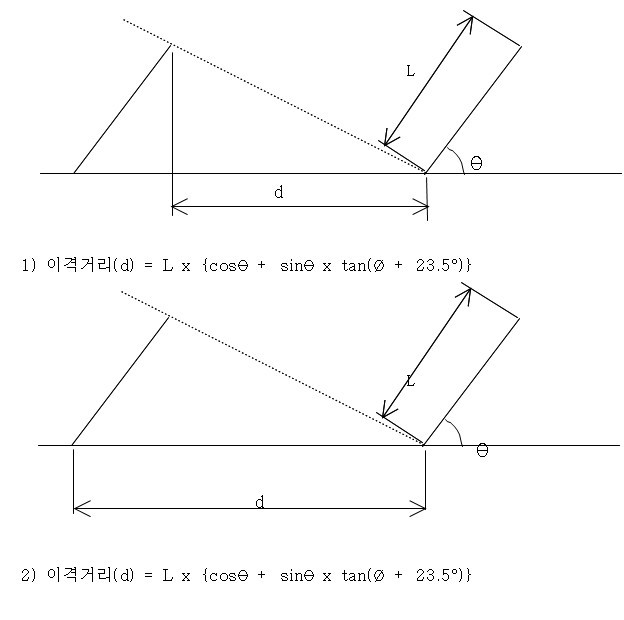 L
θ
d
1) 이격거리(d) = L x {cosθ + sinθ x tan(Ø + 23.5°)}
L
θ
d
2) 이격거리(d) = L x {cosθ + sinθ x tan(Ø + 23.5°)}